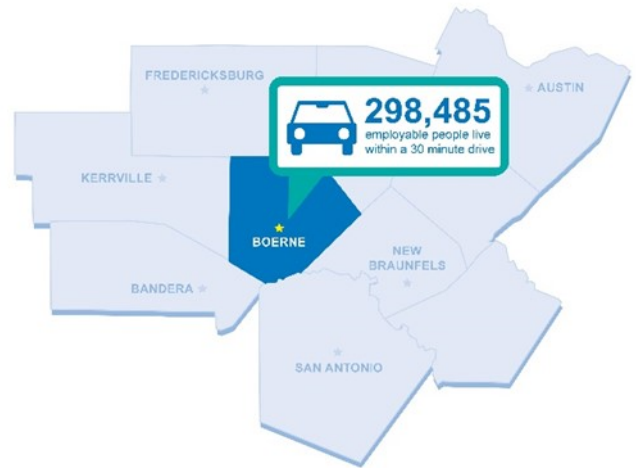 FREDERICKSBURG
AUSTIN
298,485
employable people live
within a 30 minute drive
KERRVILLE
BOERNE
NEW
BRAUNFELS
BANDERA
SAN ANTONIO